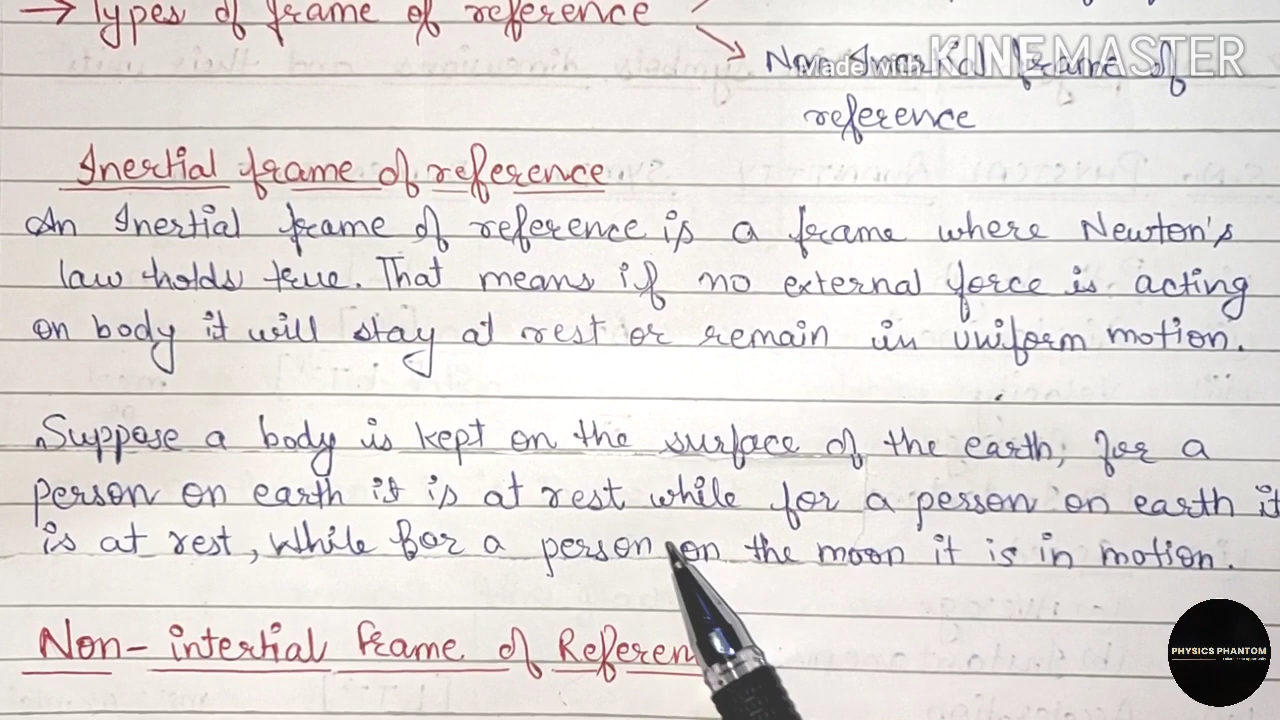 → Types of frame of reference
Non-Inertial frame of
reference
Made with KINEMASTER
Inertial frame of reference
An Inertial frame of reference is a frame where Newton's
law holds true. That means if no external force is acting
on body it will stay at rest or remain in uniform motion.
Suppose a body is kept on the surface of the earth, for a
person on earth it is at rest while for a person on earth it
is at rest, while for a person on the moon it is in motion.
Non-intertial frame of Referen
PHYSICS PHANTOM